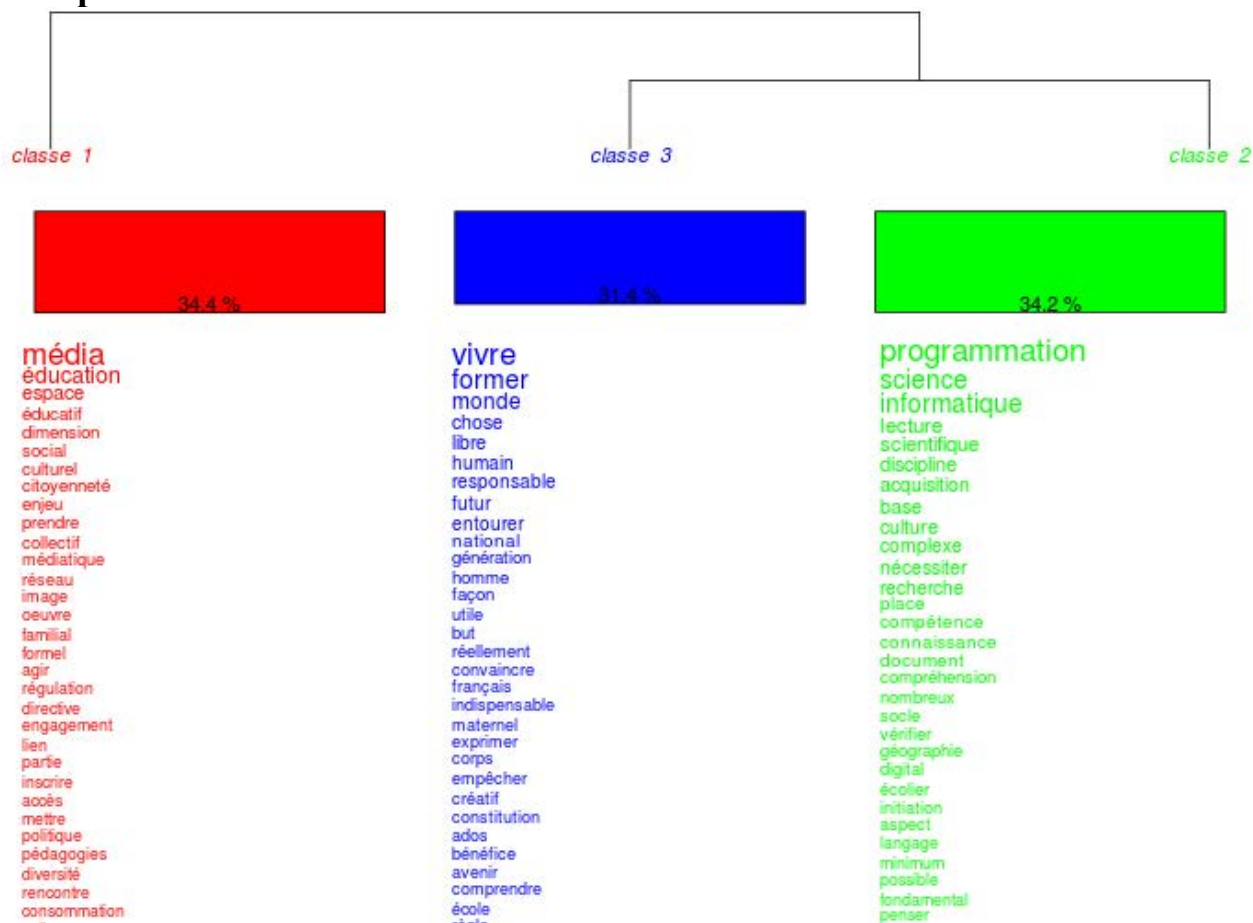 classe 1
classe 3
classe 2
34.4 %
31.4 %
34.2 %
média
éducation
espace
éducatif
dimension
social
culturel
citoyenneté
enjeu
prendre
collectif
médiatique
réseau
image
oeuvre
familial
formel
agir
régulation
directive
engagement
lien
partie
inscrire
accès
mettre
politique
pédagogies
diversité
rencontre
consommation
vivre
former
monde
chose
libre
humain
responsable
futur
entourer
national
génération
homme
façon
utile
but
réellement
convaincre
français
indispensable
maternel
exprimer
corps
empêcher
créatif
constitution
ados
bénéfice
avenir
comprendre
école
programmation
science
informatique
lecture
scientifique
discipline
acquisition
base
culture
complexe
nécessiter
recherche
place
compétence
connaissance
document
compréhension
nombreux
socle
vérifier
géographie
digital
écolier
initiation
aspect
langage
minimum
possible
fondamental
penser